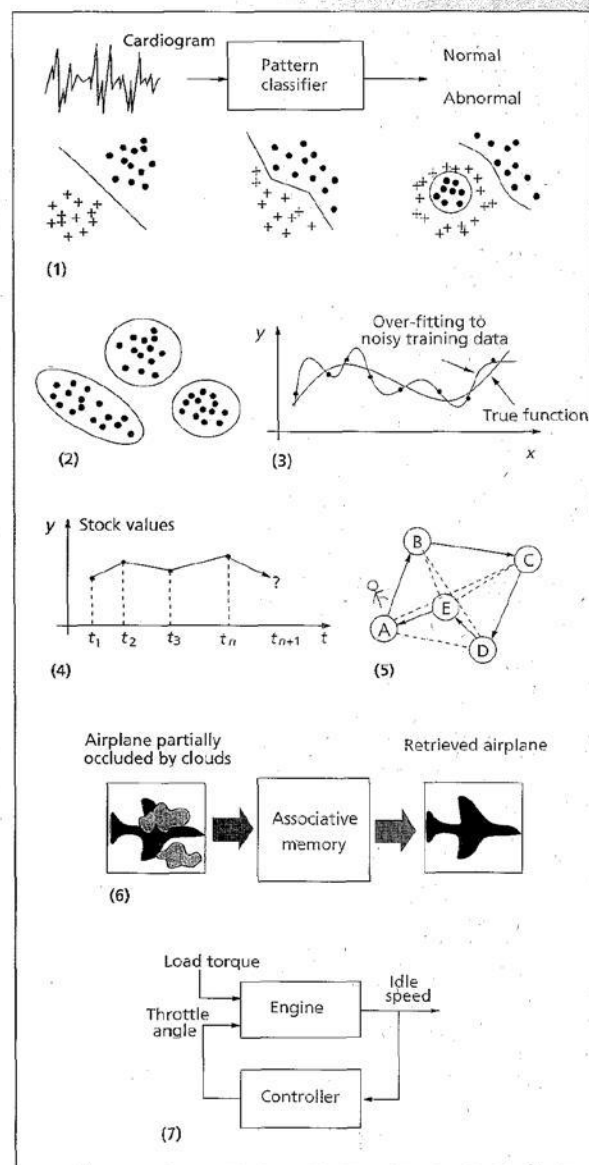 Cardiogram
Pattern
classifier
Normal
Abnormal
(1)
y
Over-fitting to
noisy training data
True function
x
(2)
(3)
y
Stock values
?
t1
t2
t3
tn
tn+1
t
(4)
B
C
E
A
D
(5)
Airplane partially
occluded by clouds
Retrieved airplane
Associative
memory
(6)
Load torque
Idle
speed
Engine
Throttle
angle
Controller
(7)